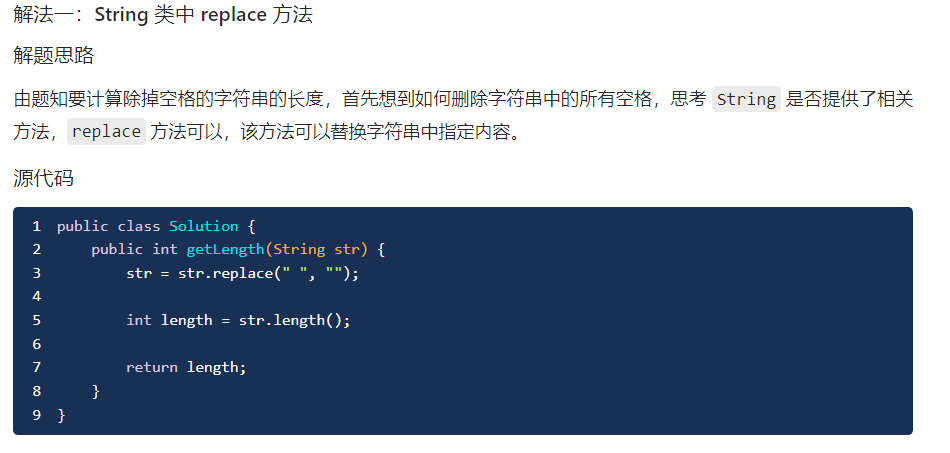 解法一：String 类中 replace 方法
解题思路
由题知要计算除掉空格的字符串的长度，首先想到如何删除字符串中的所有空格，思考 String 是否提供了相关
方法，replace 方法可以，该方法可以替换字符串中指定内容。
源代码
1 public class Solution {
2     public int getLength(String str) {
3         str = str.replace(" ", "");
4
5         int length = str.length();
6
7         return length;
8     }
9 }